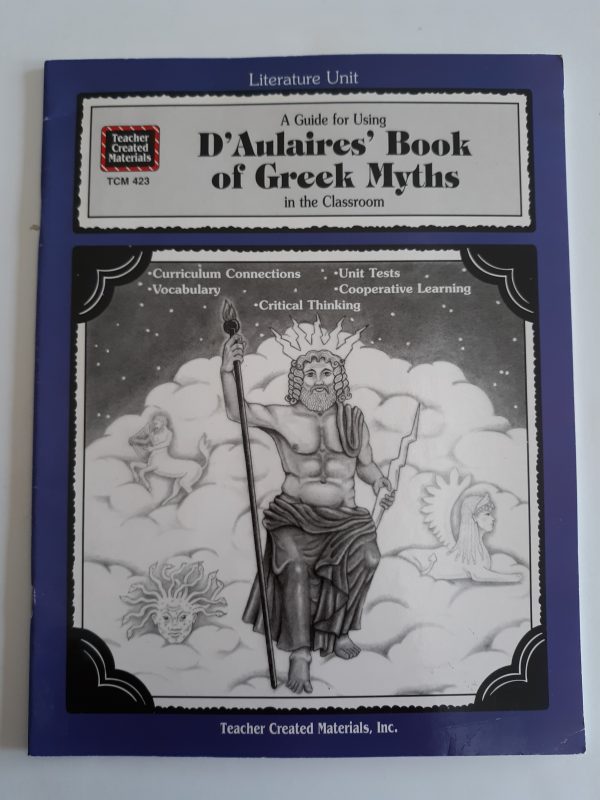 Literature Unit
Teacher
Created
Materials
TCM 423
A Guide for Using
D'Aulaires' Book
of Greek Myths
in the Classroom
•Curriculum Connections
•Unit Tests
•Vocabulary
•Cooperative Learning
•Critical Thinking
Teacher Created Materials, Inc.